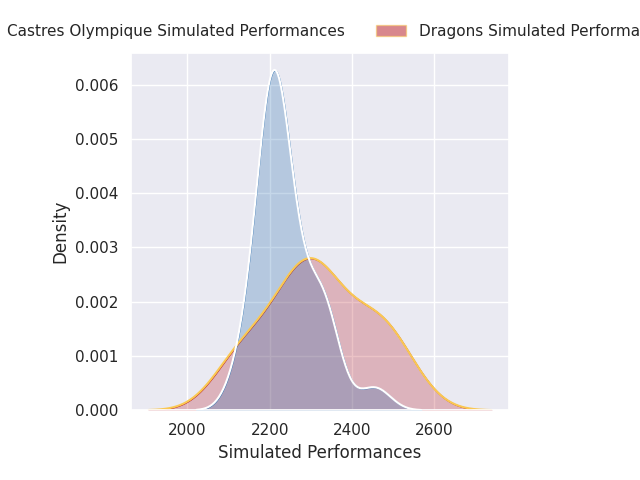 Castres Olympique Simulated Performances Dragons Simulated Performa
0.006
0.005
0.004
0.003
0.002
0.001
0.000
Density
2000 2200 2400 2600
Simulated Performances